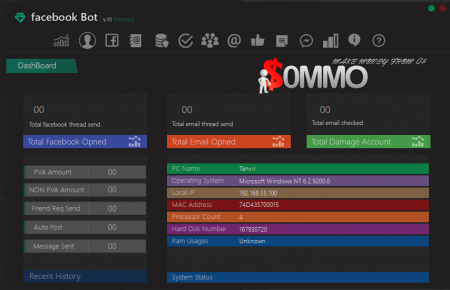 facebook Bot v.10
DashBoard
MAKE MONEY FROM 0$
$0MMO
00
Total facebook thread send
Total Facebook Opned
00
Total email thread send
Total Email Opned
00
Total email checked
Total Damage Account
PVA Amount 00
NON-PVA Amount 00
Friend Req Send 00
Auto Post 00
Message Sent 00
PC Name Tanvir
Operating System Microsoft Windows NT 6.2.9200.0
Local IP 192.168.55.100
MAC Address 74D435700015
Processor Count 4
Hard Disk Number 167930720
Ram Usages Unknown
Recent History
System Status